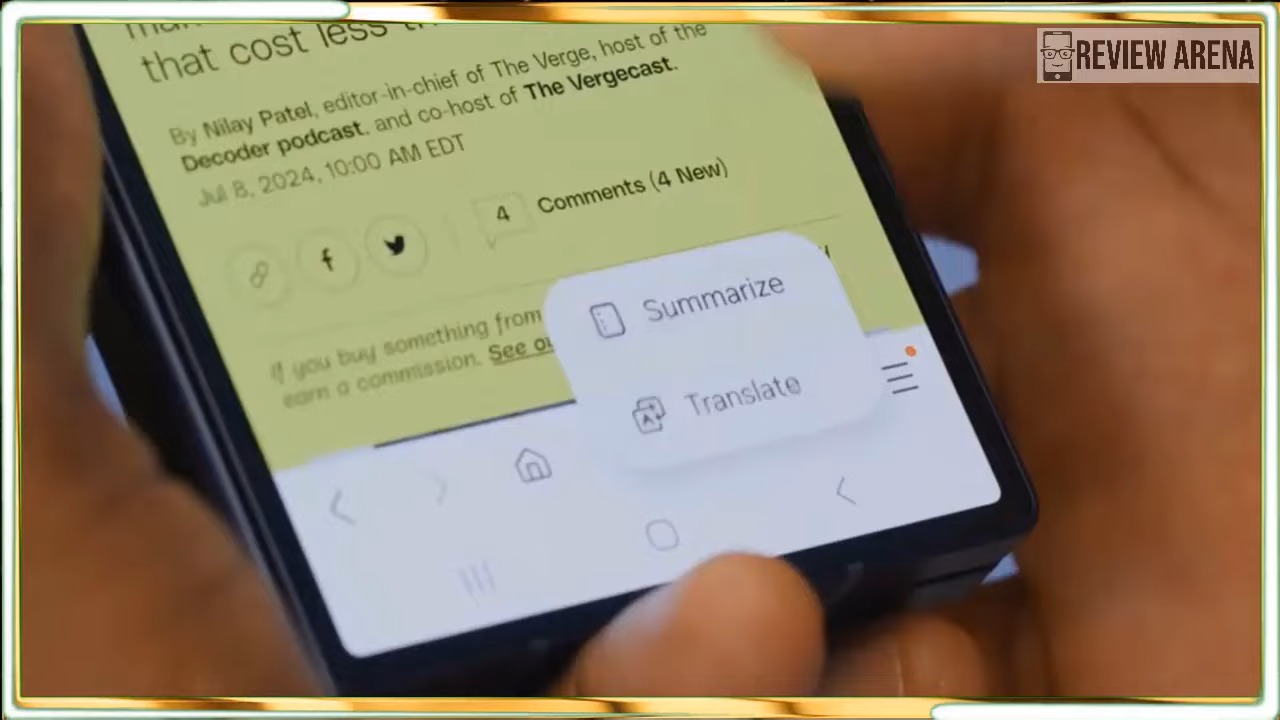 REVIEW ARENA
that cost less
By Nilay Patel, editor-in-chief of The Verge, host of the
Decoder podcast, and co-host of The Vergecast.
Jul 8, 2024, 10:00 AM EDT
4 Comments (4 New)
If you buy something from
earn a commission. See
Summarize
Translate